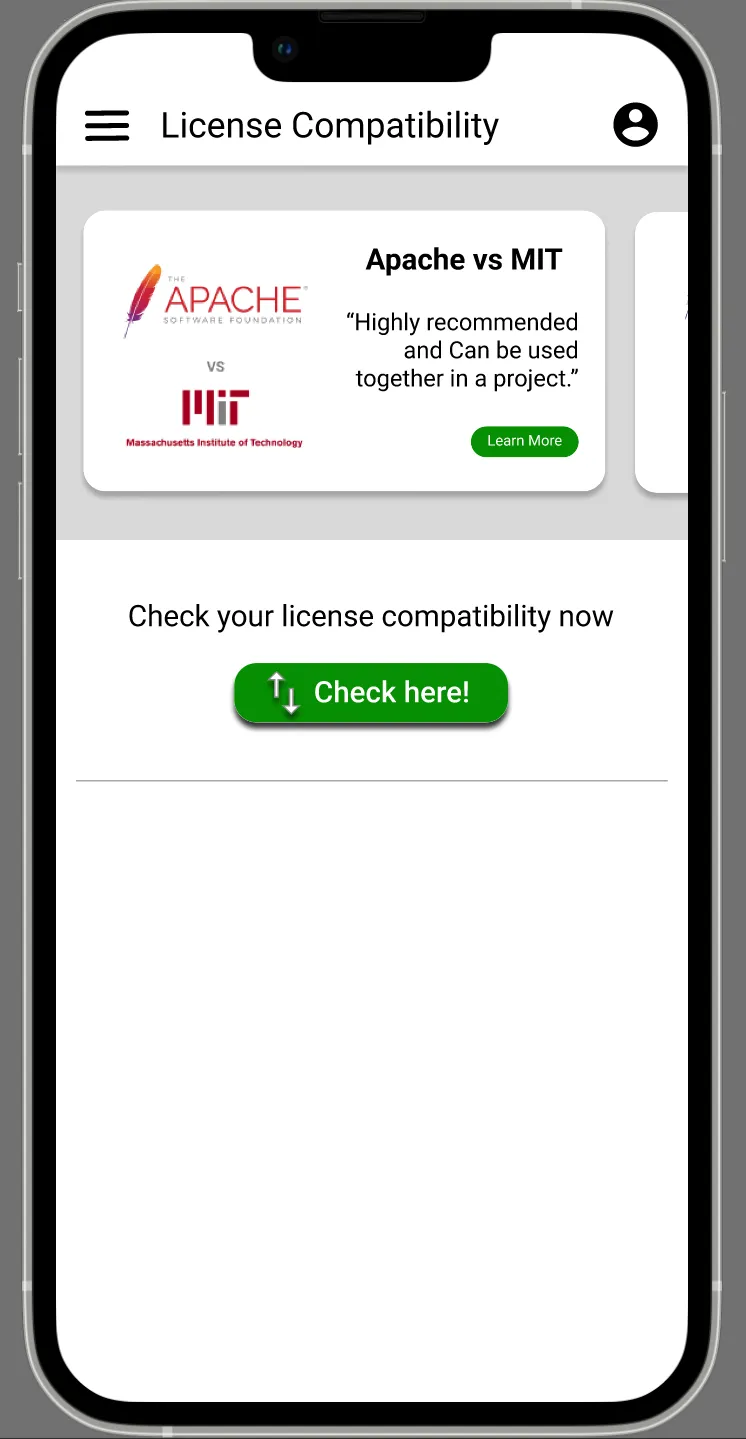 License Compatibility
THE
APACHE
SOFTWARE FOUNDATION
VS
MIT
Massachusetts Institute of Technology
Apache vs MIT
“Highly recommended
and Can be used
together in a project.”
Learn More
Check your license compatibility now
Check here!